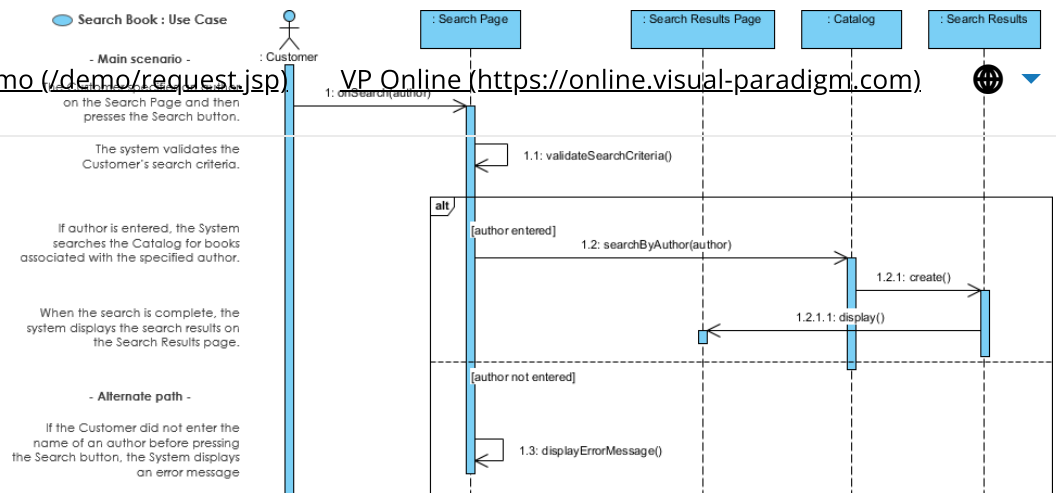 Search Book : Use Case
: Search Page
: Search Results Page
: Catalog
: Search Results
: Customer
- Main scenario -
mo (/demo/request.jsp)
VP Online (https://online.visual-paradigm.com)
The Customer specifies an author
on the Search Page and then
presses the Search button.
1: onSearch(author)
The system validates the
Customer's search criteria.
1.1: validateSearchCriteria()
alt
If author is entered, the System
searches the Catalog for books
associated with the specified author.
[author entered]
1.2: searchByAuthor(author)
1.2.1: create()
When the search is complete, the
system displays the search results on
the Search Results page.
1.2.1.1: display()
[author not entered]
- Alternate path -
If the Customer did not enter the
name of an author before pressing
the Search button, the System displays
an error message
1.3: displayErrorMessage()